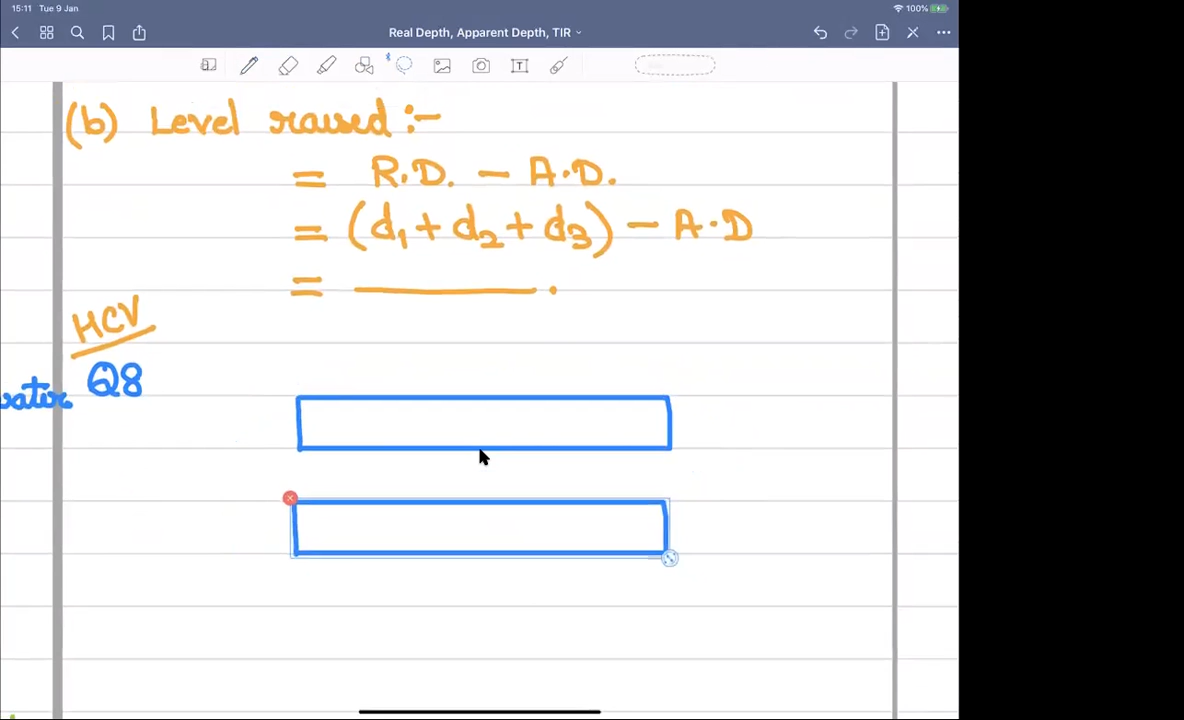 15:11 Tue 9 Jan
100%
Real Depth, Apparent Depth, TIR
(b) Level raised :-
= R.D. - A.D.
= (d₁ + d₂ + d₃) - A.D
= ________ .
HCV
Q8
water